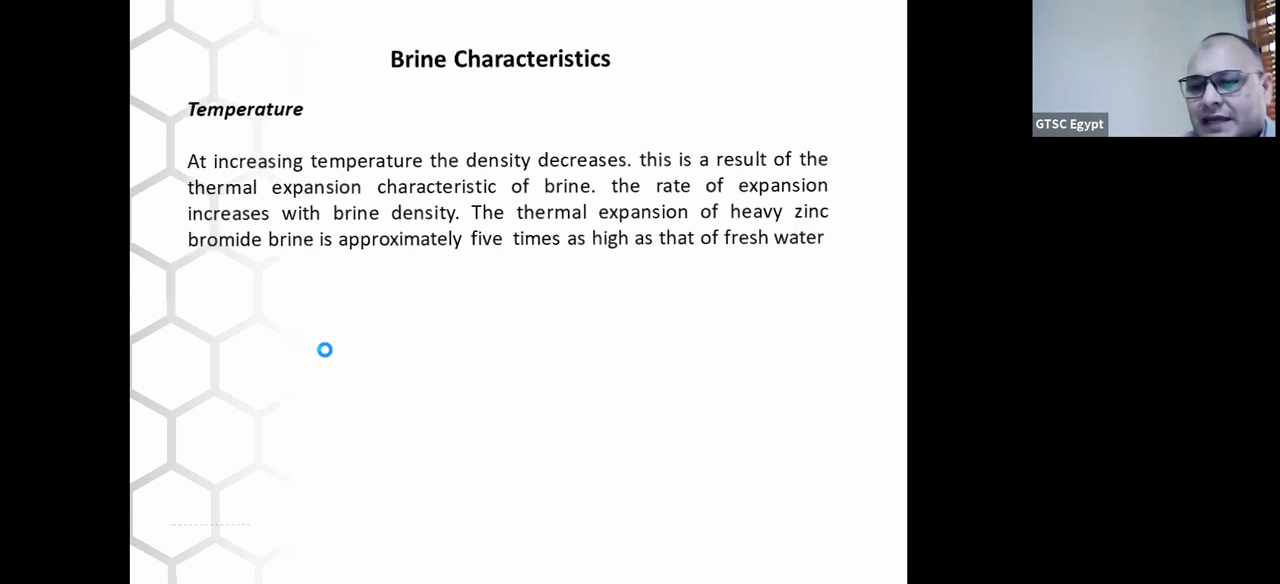 Brine Characteristics
Temperature
At increasing temperature the density decreases. this is a result of the
thermal expansion characteristic of brine. the rate of expansion
increases with brine density. The thermal expansion of heavy zinc
bromide brine is approximately five times as high as that of fresh water
GTSC Egypt